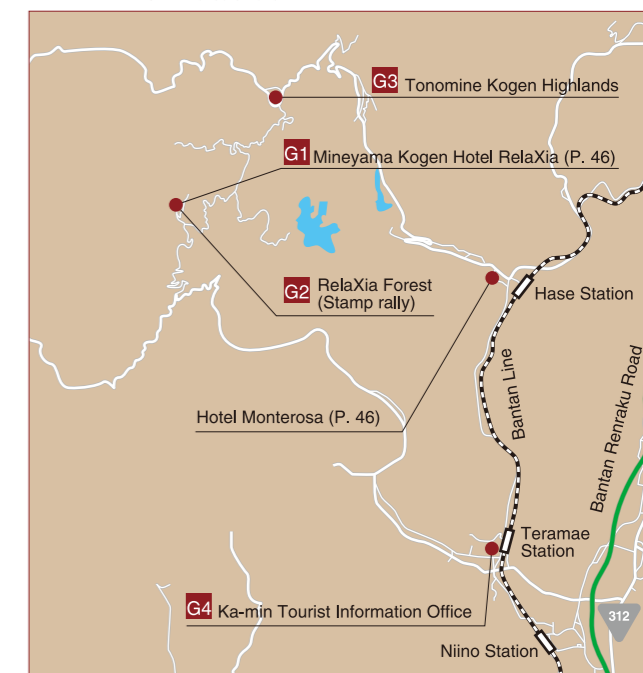 G3 Tonomine Kogen Highlands
G1 Mineyama Kogen Hotel RelaXia (P. 46)
G2 RelaXia Forest
(Stamp rally)
Hase Station
Bantan Line
Bantan Renraku Road
Hotel Monterosa (P. 46)
Teramae
Station
G4 Ka-min Tourist Information Office
312
Niino Station